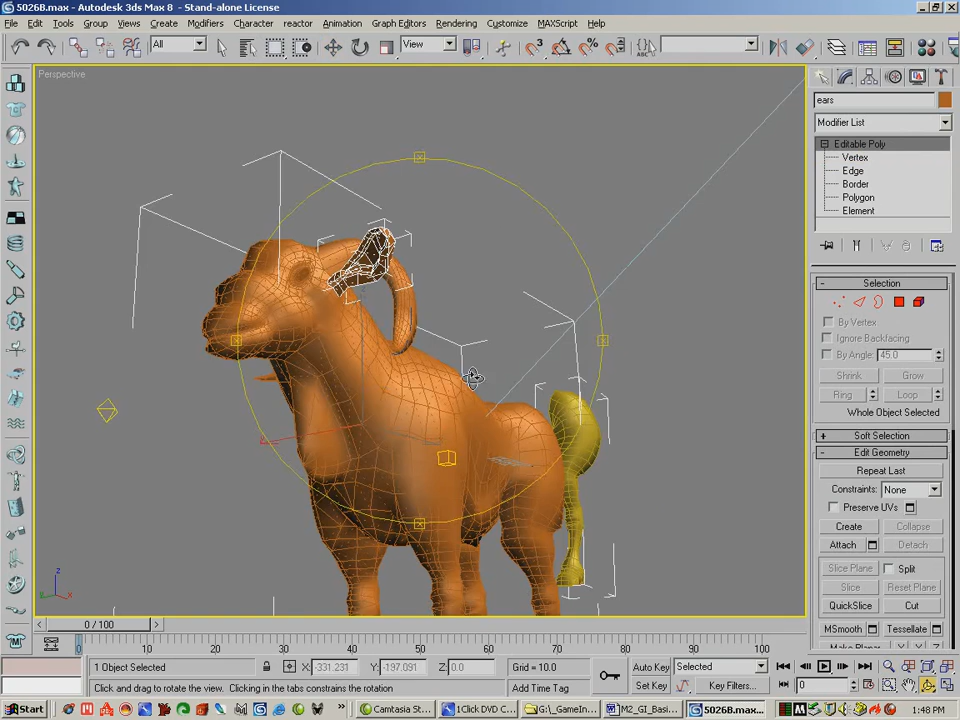 5026B.max - Autodesk 3ds Max 8 - Stand-alone License
File Edit Tools Group Views Create Modifiers Character reactor Animation Graph Editors Rendering Customize MAXScript Help
All View
Perspective
ears
Modifier List
Editable Poly
Vertex
Edge
Border
Polygon
Element
Selection
By Vertex
Ignore Backfacing
By Angle: 45.0
Shrink Grow
Ring Loop
Whole Object Selected
Soft Selection
Edit Geometry
Repeat Last
Constraints: None
Preserve UVs
Create Collapse
Attach Detach
Slice Plane Split
Slice Reset Plane
QuickSlice Cut
MSmooth Tessellate
Make Planar X Y Z
z
x
y
0 / 100
0 10 20 30 40 50 60 70 80 90 100
1 Object Selected X: -331.231 Y: -197.091 Z: 0.0 Grid = 10.0 Auto Key Selected
Click and drag to rotate the view. Clicking in the tabs constrains the rotation Add Time Tag Set Key Key Filters... 0
Start Camtasia St... 1Click DVD C... G:\_GameIn... M2_GI_Basi... 5026B.max... 1:48 PM